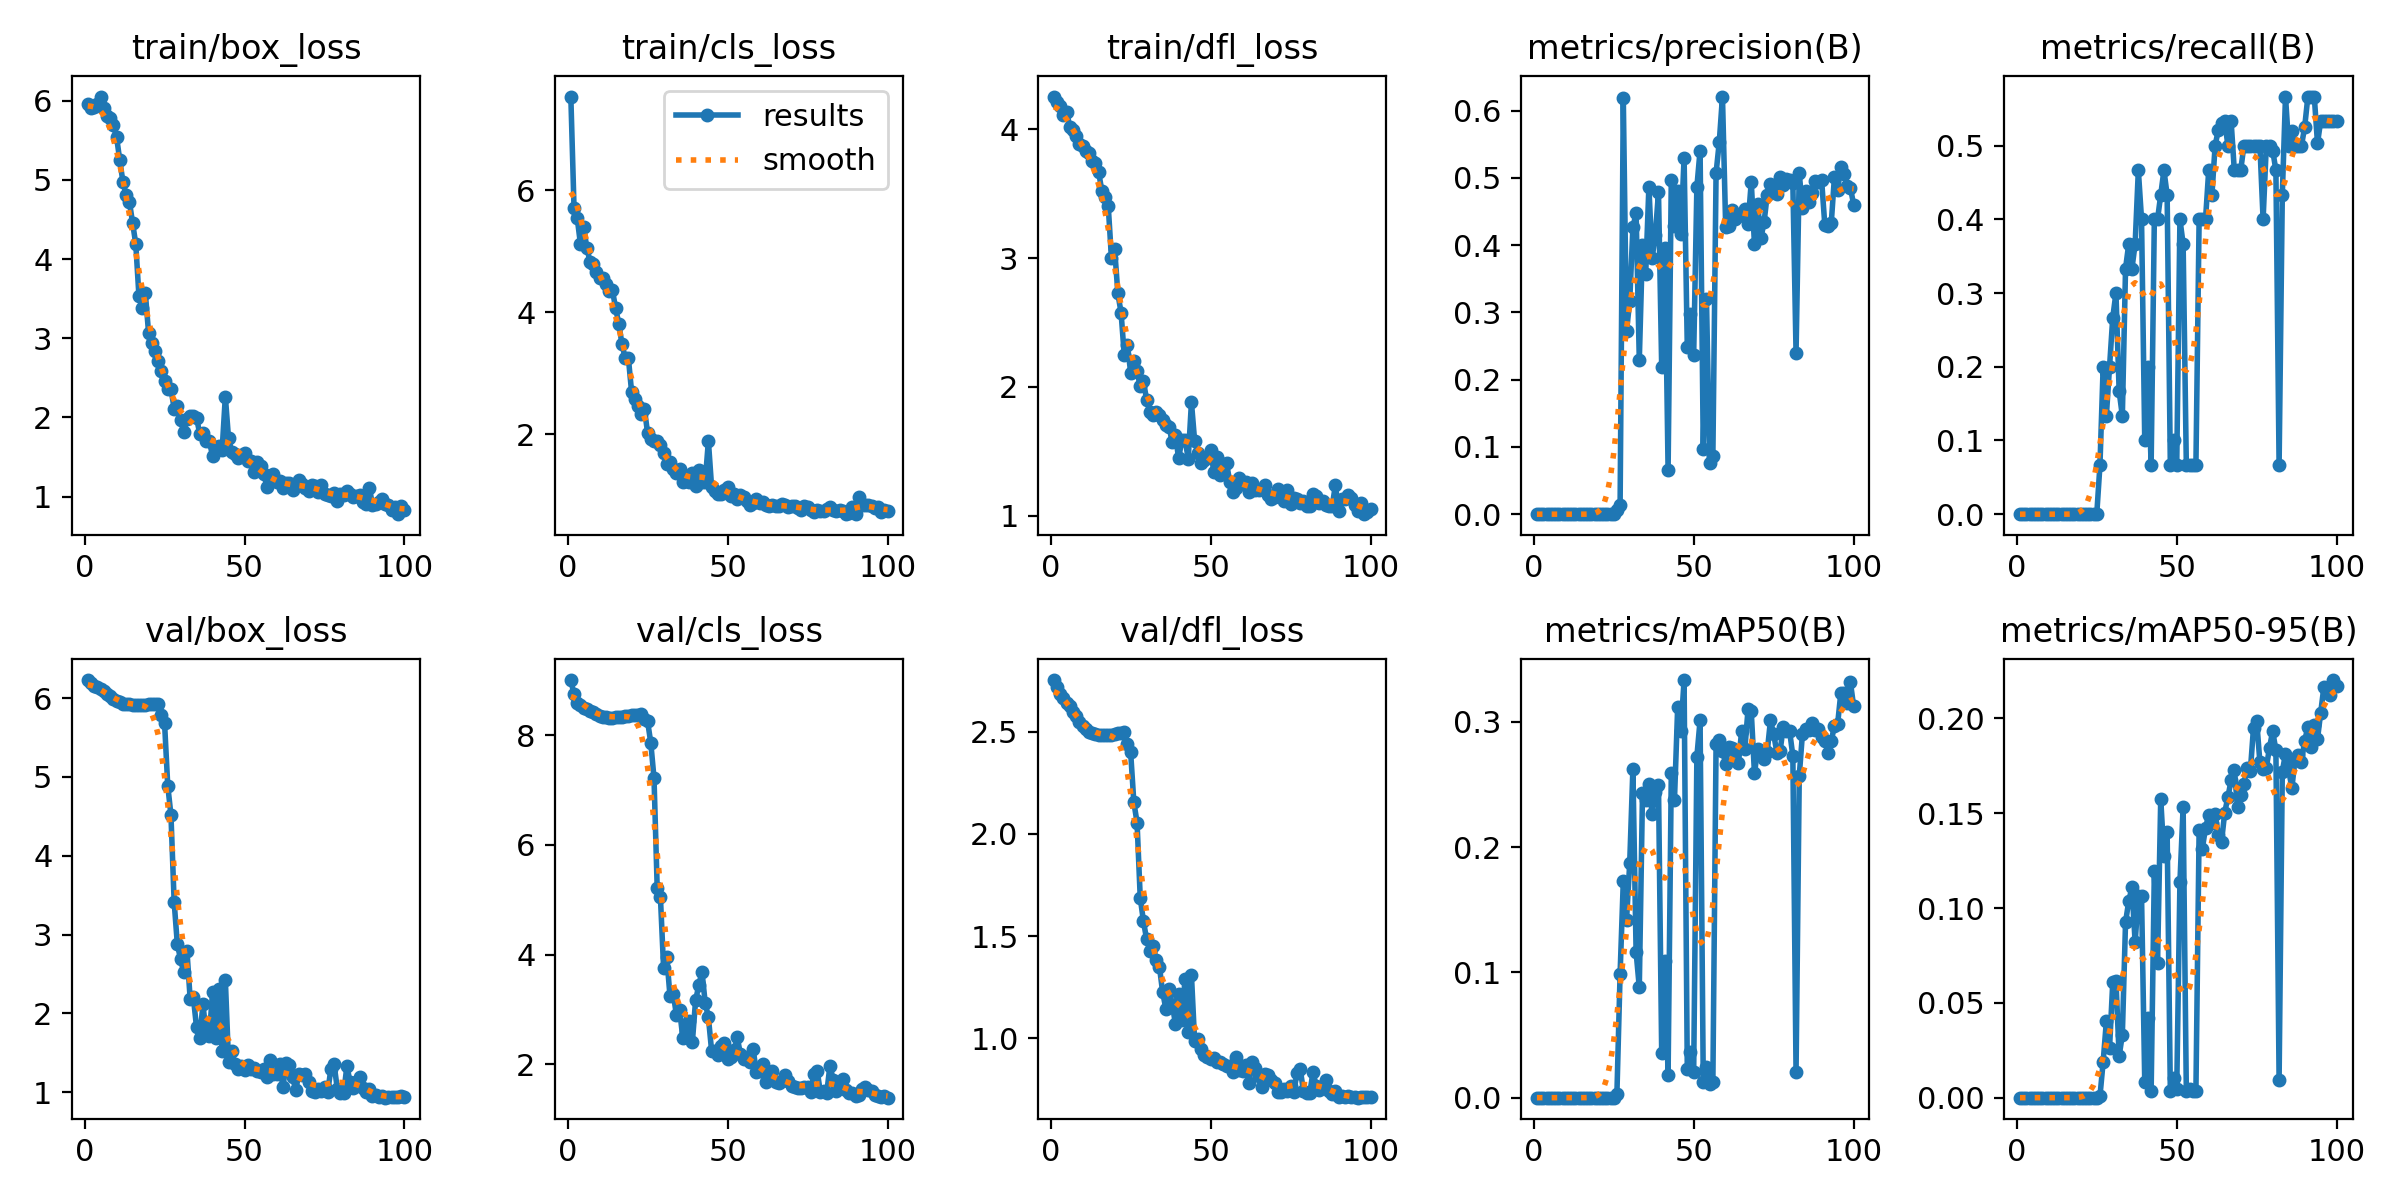 train/box_loss
6
5
4
3
2
1
0 50 100
train/cls_loss
results
smooth
6
4
2
0 50 100
train/dfl_loss
4
3
2
1
0 50 100
metrics/precision(B)
0.6
0.5
0.4
0.3
0.2
0.1
0.0
0 50 100
metrics/recall(B)
0.5
0.4
0.3
0.2
0.1
0.0
0 50 100
val/box_loss
6
5
4
3
2
1
0 50 100
val/cls_loss
8
6
4
2
0 50 100
val/dfl_loss
2.5
2.0
1.5
1.0
0 50 100
metrics/mAP50(B)
0.3
0.2
0.1
0.0
0 50 100
metrics/mAP50-95(B)
0.20
0.15
0.10
0.05
0.00
0 50 100